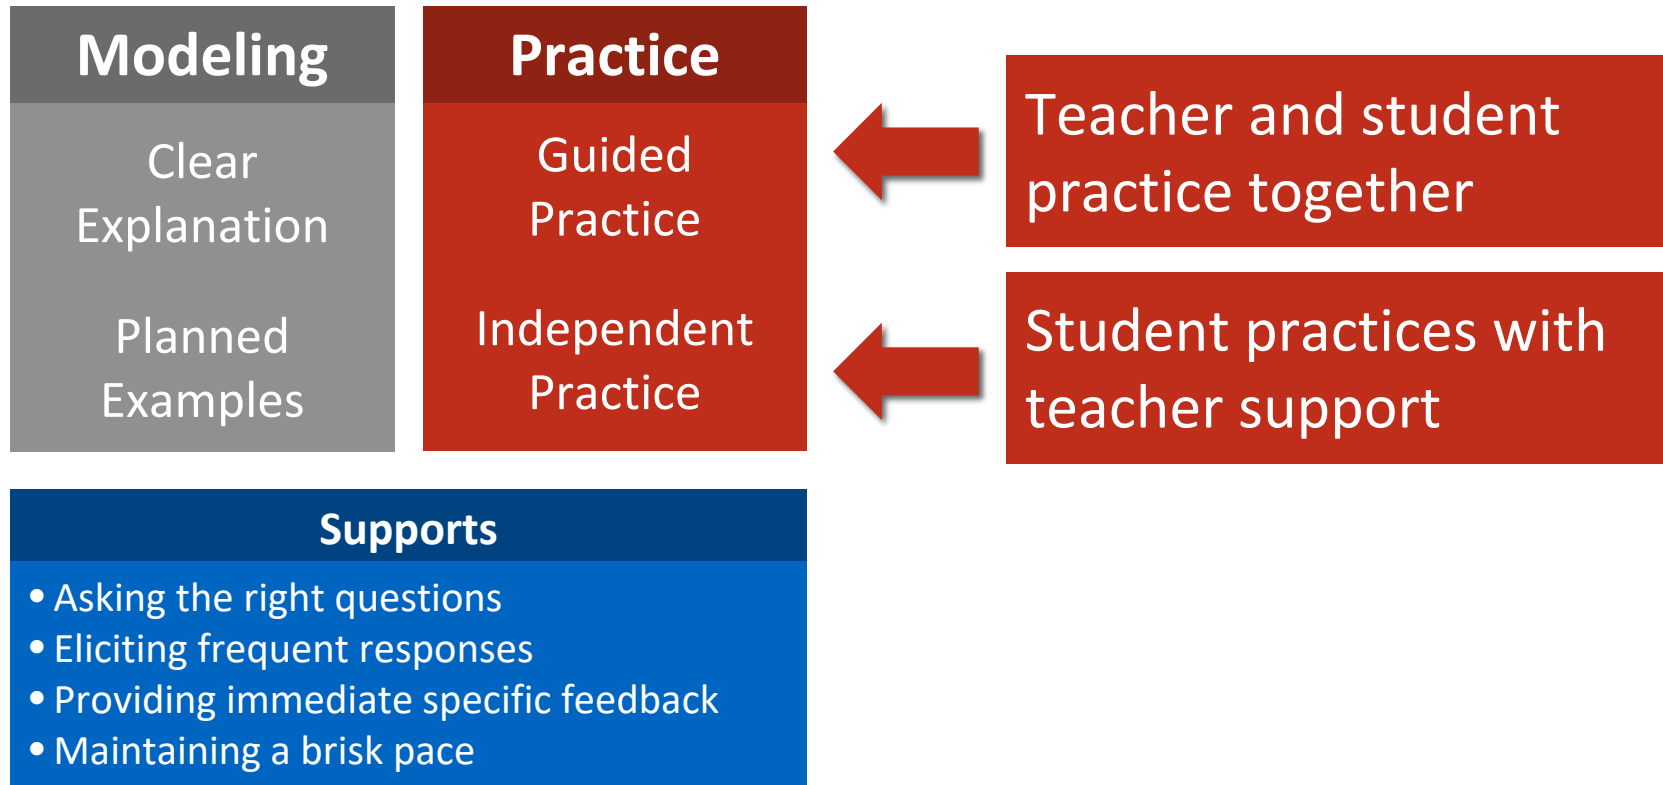 Modeling
Clear
Explanation
Planned
Examples
Practice
Guided
Practice
Independent
Practice
Teacher and student
practice together
Student practices with
teacher support
Supports
• Asking the right questions
• Eliciting frequent responses
• Providing immediate specific feedback
• Maintaining a brisk pace